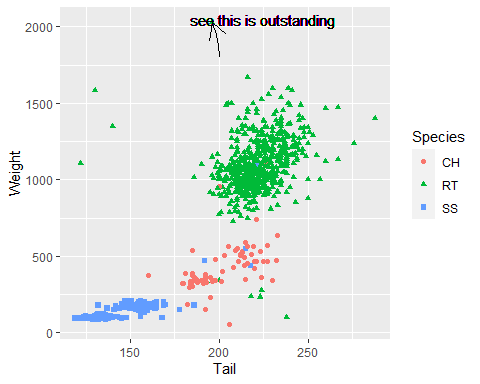 see this is outstanding
2000
1500
1000
500
0
Weight
150
200
250
Tail
Species
CH
RT
SS